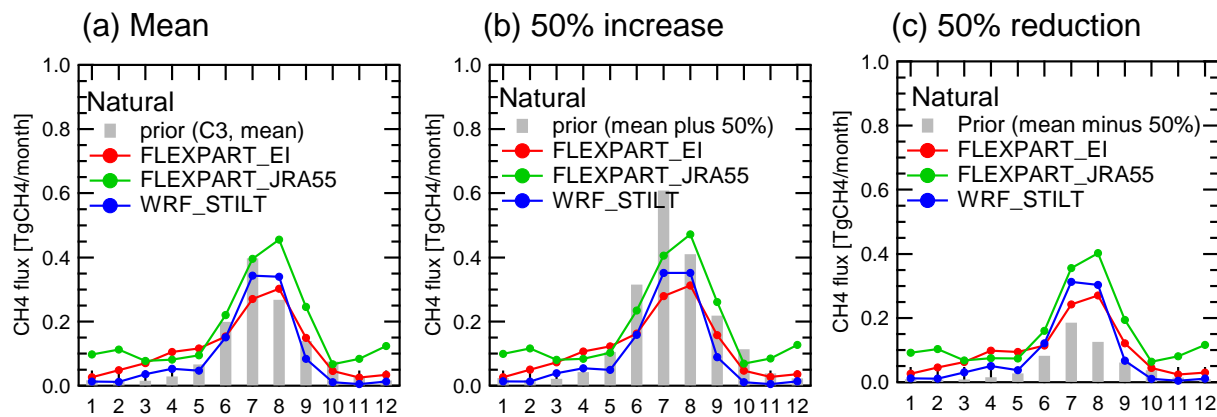 (a) Mean
CH4 flux [TgCH4/month]
1.0
0.8
0.6
0.4
0.2
0.0
Natural
prior (C3, mean)
FLEXPART_EI
FLEXPART_JRA55
WRF_STILT
1 2 3 4 5 6 7 8 9 10 11 12
(b) 50% increase
CH4 flux [TgCH4/month]
1.0
0.8
0.6
0.4
0.2
0.0
Natural
prior (mean plus 50%)
FLEXPART_EI
FLEXPART_JRA55
WRF_STILT
1 2 3 4 5 6 7 8 9 10 11 12
(c) 50% reduction
CH4 flux [TgCH4/month]
1.0
0.8
0.6
0.4
0.2
0.0
Natural
Prior (mean minus 50%)
FLEXPART_EI
FLEXPART_JRA55
WRF_STILT
1 2 3 4 5 6 7 8 9 10 11 12